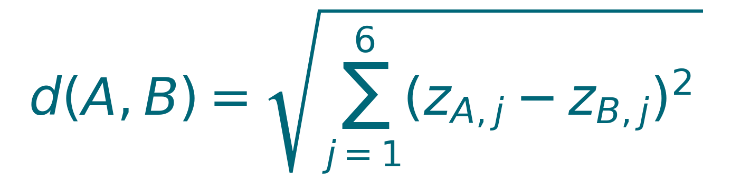 d(A, B) = √(∑_{j=1}^{6} (z_{A,j} − z_{B,j})²)